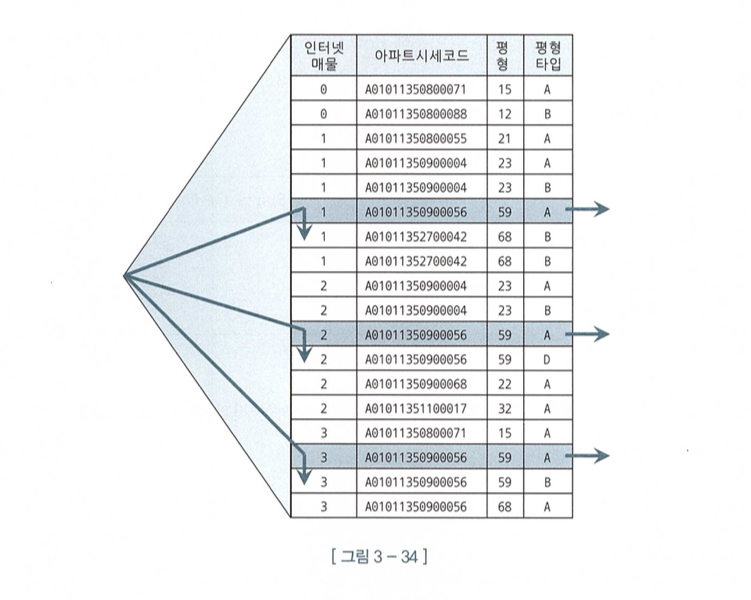 인터넷 매물 아파트시세코드 평형 평형타입
0 A01011350800071 15 A
0 A01011350800088 12 B
1 A01011350800055 21 A
1 A01011350900004 23 A
1 A01011350900004 23 B
1 A01011350900056 59 A
1 A01011352700042 68 B
1 A01011352700042 68 B
2 A01011350900004 23 A
2 A01011350900004 23 B
2 A01011350900056 59 A
2 A01011350900056 59 D
2 A01011350900068 22 A
2 A01011351100017 32 A
3 A01011350800071 15 A
3 A01011350900056 59 A
3 A01011350900056 59 B
3 A01011350900056 68 A
[ 그림 3 – 34 ]